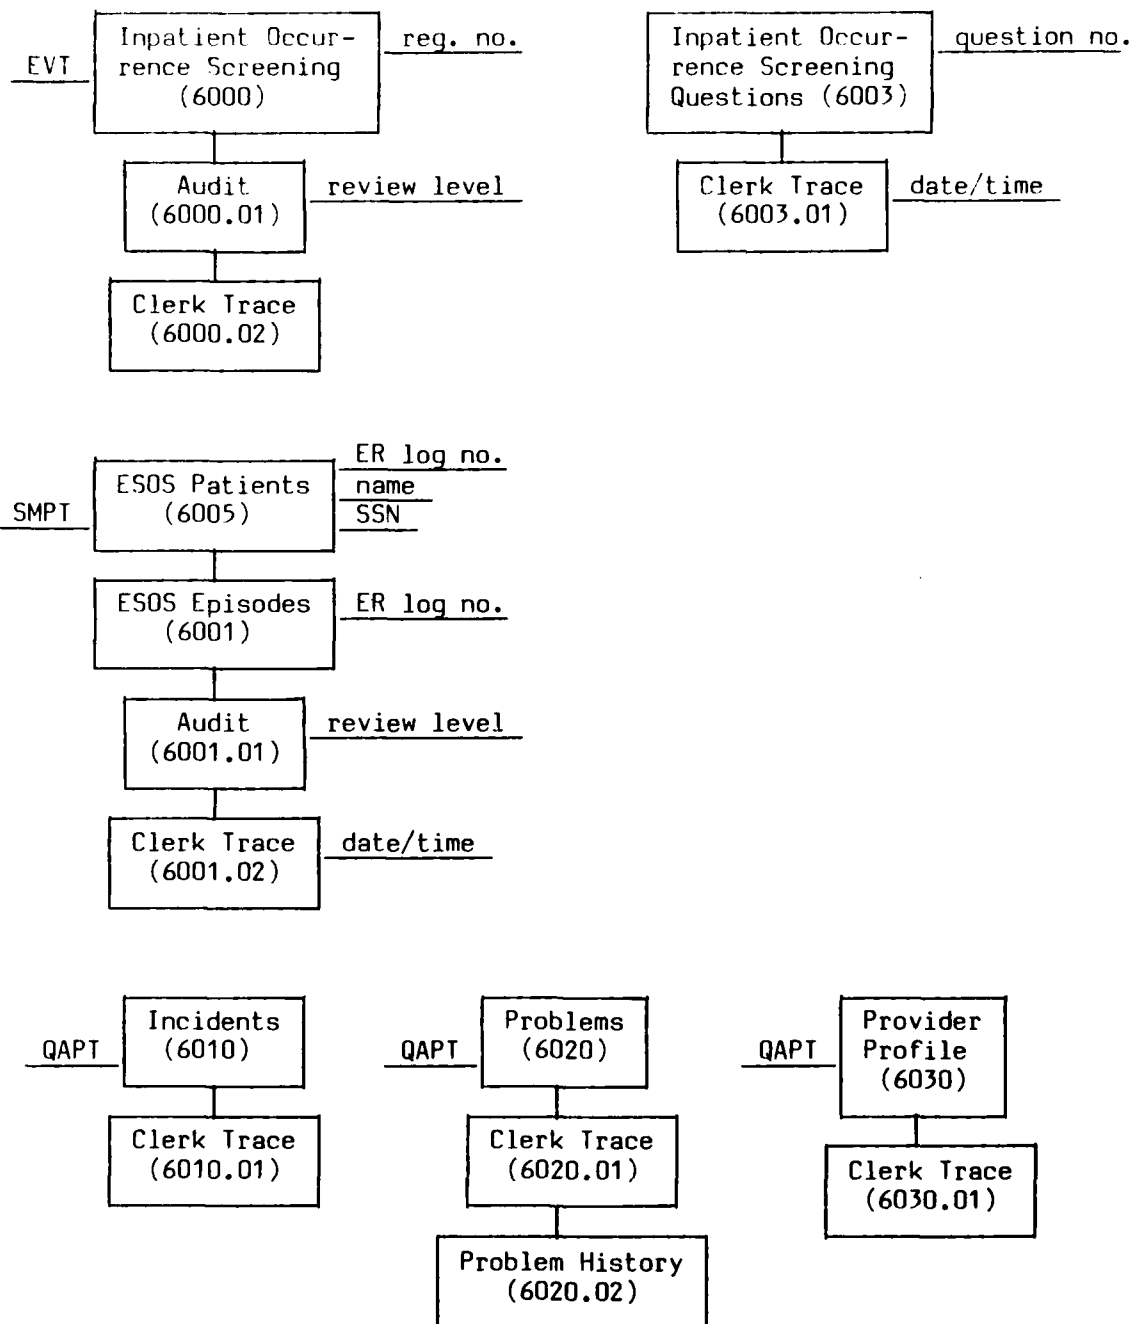 Inpatient Occur-
rence Screening
(6000)
reg. no.
EVT
Audit
(6000.01)
review level
Clerk Trace
(6000.02)
Inpatient Occur-
rence Screening
Questions (6003)
question no.
Clerk Trace
(6003.01)
date/time
ESOS Patients
(6005)
ER log no.
name
SSN
SMPT
ESOS Episodes
(6001)
ER log no.
Audit
(6001.01)
review level
Clerk Trace
(6001.02)
date/time
Incidents
(6010)
QAPT
Clerk Trace
(6010.01)
Problems
(6020)
QAPT
Clerk Trace
(6020.01)
Problem History
(6020.02)
Provider
Profile
(6030)
QAPT
Clerk Trace
(6030.01)